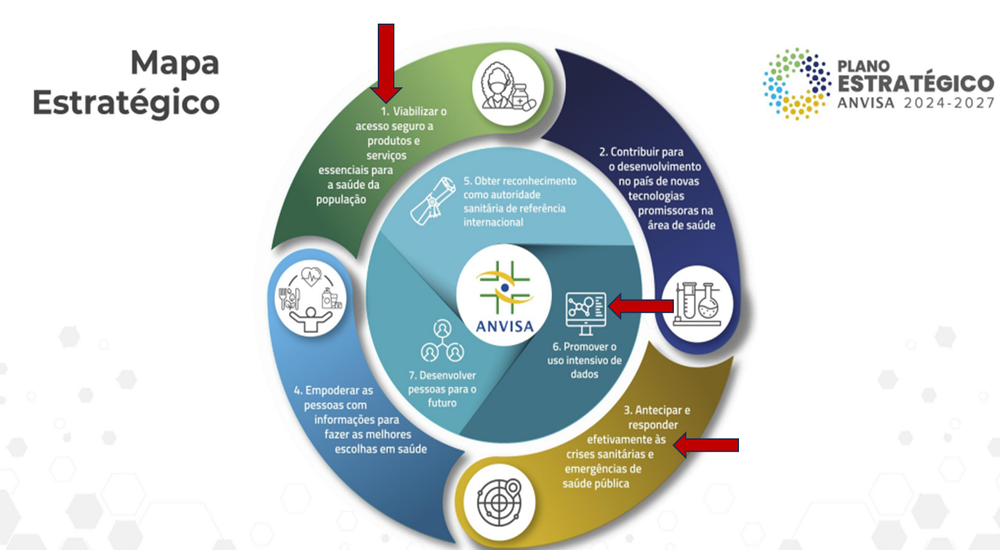 Mapa
Estratégico
PLANO
ESTRATÉGICO
ANVISA 2024-2027
1. Viabilizar o
acesso seguro a
produtos e
serviços
essenciais para
a saúde da
população
2. Contribuir para
o desenvolvimento
no país de novas
tecnologias
promissoras na
área de saúde
3. Antecipar e
responder
efetivamente às
crises sanitárias e
emergências de
saúde pública
4. Empoderar as
pessoas com
informações para
fazer as melhores
escolhas em saúde
5. Obter reconhecimento
como autoridade
sanitária de referência
internacional
6. Promover o
uso intensivo de
dados
7. Desenvolver
pessoas para o
futuro
ANVISA